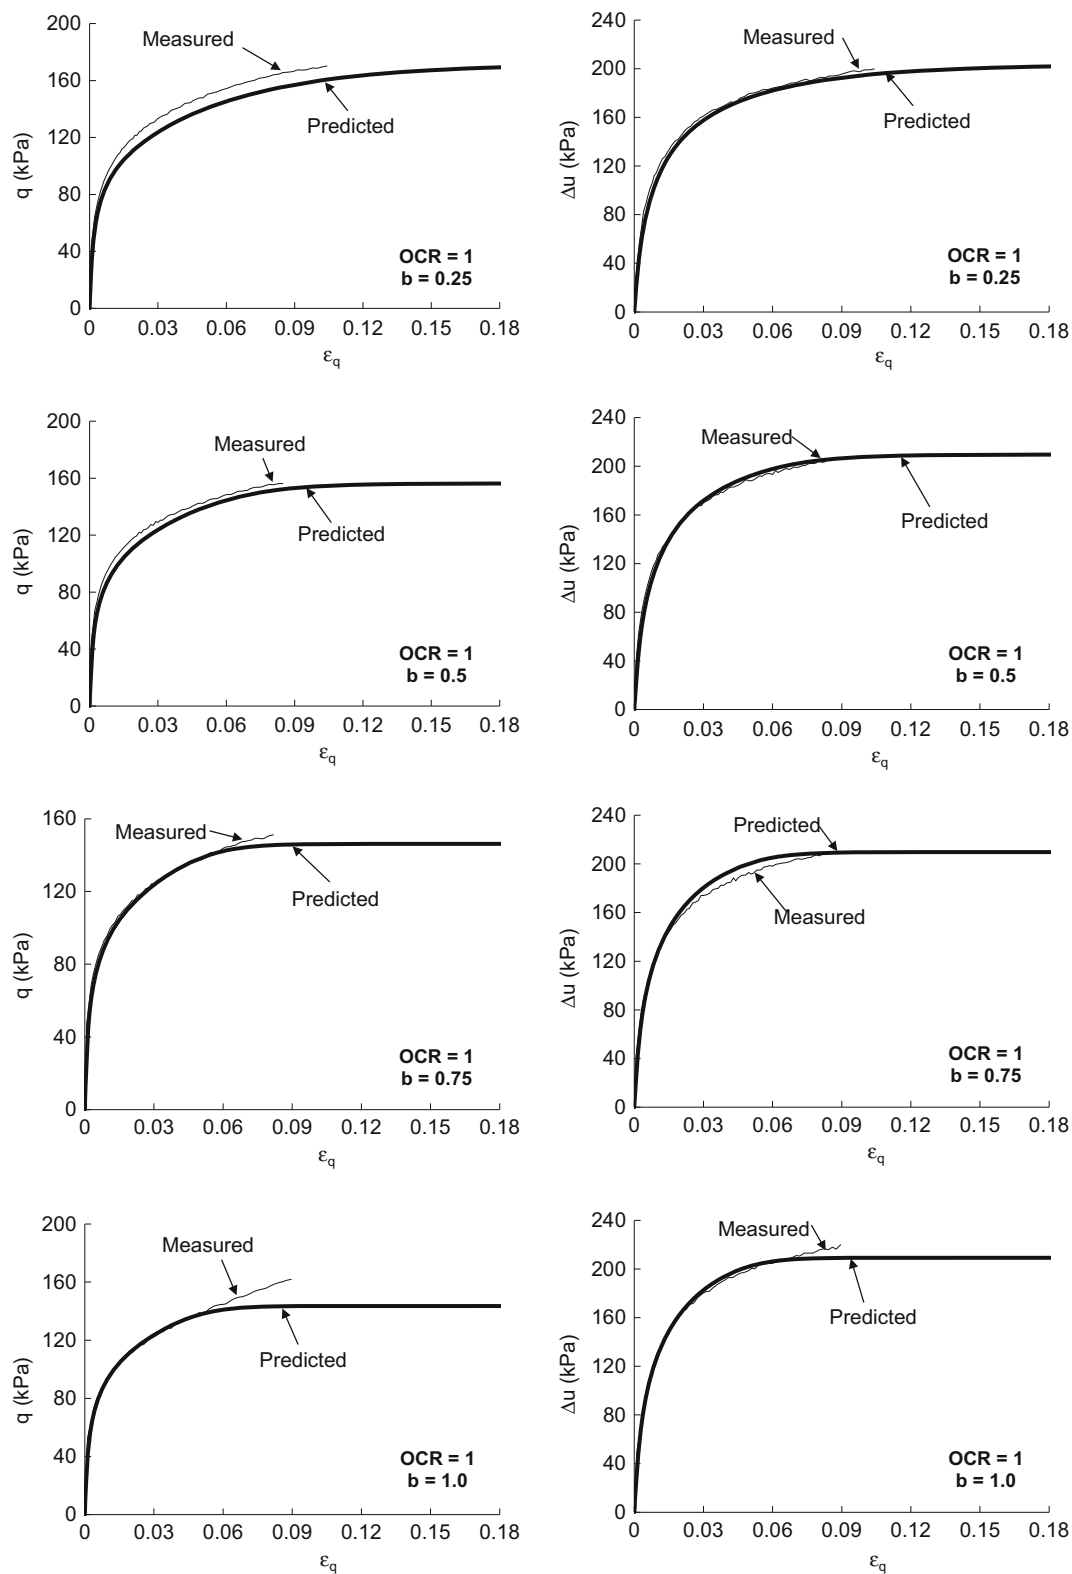 200
160
120
80
40
0
q (kPa)
Measured
Predicted
OCR = 1
b = 0.25
0 0.03 0.06 0.09 0.12 0.15 0.18
εq
240
200
160
120
80
40
0
Δu (kPa)
Measured
Predicted
OCR = 1
b = 0.25
0 0.03 0.06 0.09 0.12 0.15 0.18
εq
200
160
120
80
40
0
q (kPa)
Measured
Predicted
OCR = 1
b = 0.5
0 0.03 0.06 0.09 0.12 0.15 0.18
εq
240
200
160
120
80
40
0
Δu (kPa)
Measured
Predicted
OCR = 1
b = 0.5
0 0.03 0.06 0.09 0.12 0.15 0.18
εq
160
120
80
40
0
q (kPa)
Measured
Predicted
OCR = 1
b = 0.75
0 0.03 0.06 0.09 0.12 0.15 0.18
εq
240
200
160
120
80
40
0
Δu (kPa)
Predicted
Measured
OCR = 1
b = 0.75
0 0.03 0.06 0.09 0.12 0.15 0.18
εq
200
160
120
80
40
0
q (kPa)
Measured
Predicted
OCR = 1
b = 1.0
0 0.03 0.06 0.09 0.12 0.15 0.18
εq
240
200
160
120
80
40
0
Δu (kPa)
Measured
Predicted
OCR = 1
b = 1.0
0 0.03 0.06 0.09 0.12 0.15 0.18
εq